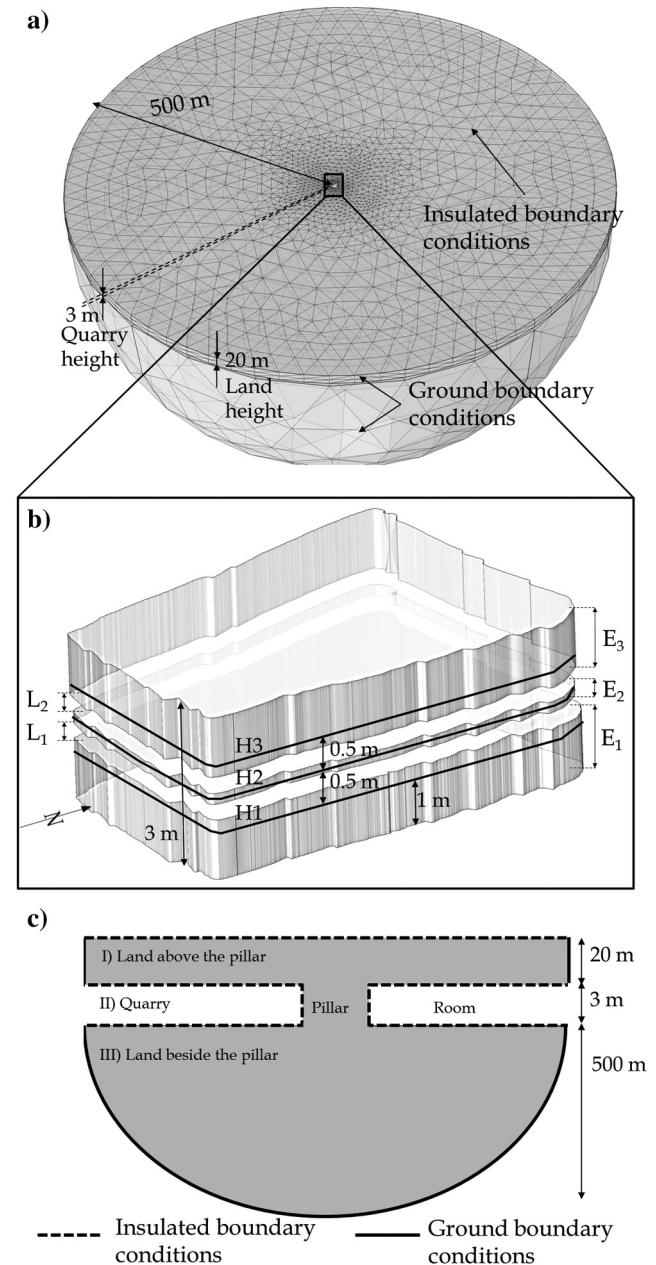 a)
500 m
Insulated boundary
conditions
3 m
Quarry
height
20 m
Land
height
Ground boundary
conditions
b)
E3
L2
E2
L1
E1
H3
0.5 m
H2
0.5 m
H1
1 m
3 m
N
c)
I) Land above the pillar
20 m
II) Quarry
Pillar
Room
3 m
III) Land beside the pillar
500 m
Insulated boundary
conditions
Ground boundary
conditions